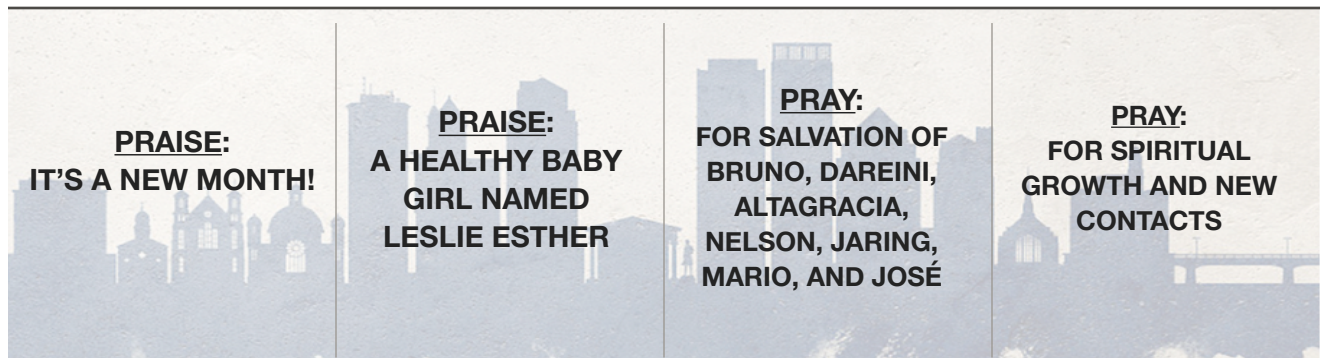 PRAISE:
IT’S A NEW MONTH!
PRAISE:
A HEALTHY BABY
GIRL NAMED
LESLIE ESTHER
PRAY:
FOR SALVATION OF
BRUNO, DAREINI,
ALTAGRACIA,
NELSON, JARING,
MARIO, AND JOSÉ
PRAY:
FOR SPIRITUAL
GROWTH AND NEW
CONTACTS